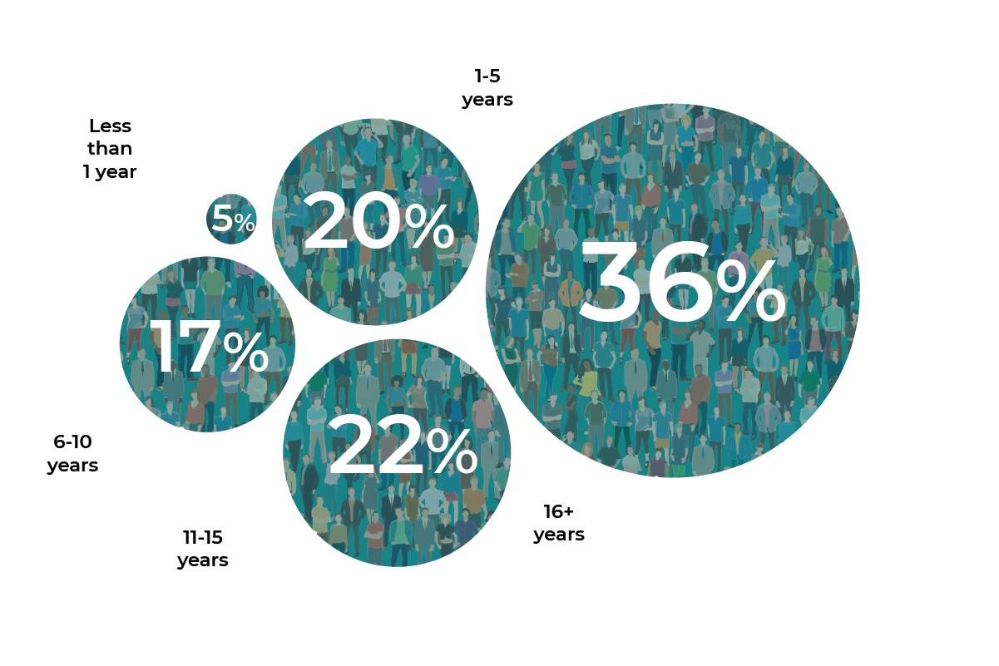 1-5
years
Less
than
1 year
5%
20%
36%
17%
22%
6-10
years
16+
years
11-15
years